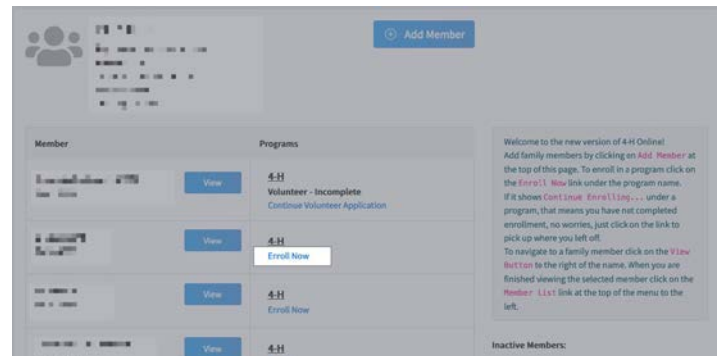 Add Member
Member
Programs
View
4-H
Volunteer - Incomplete
Continue Volunteer Application
View
4-H
Enroll Now
View
4-H
Enroll Now
View
4-H
Welcome to the new version of 4-H Online!
Add family members by clicking on Add Member at
the top of this page. To enroll in a program click on
the Enroll Now link under the program name.
If it shows Continue Enrolling... under a
program, that means you have not completed
enrollment, no worries, just click on the link to
pick up where you left off.
To navigate to a family member click on the View
Button to the right of the name. When you are
finished viewing the selected member click on the
Member List link at the top of the menu to the
left.
Inactive Members: